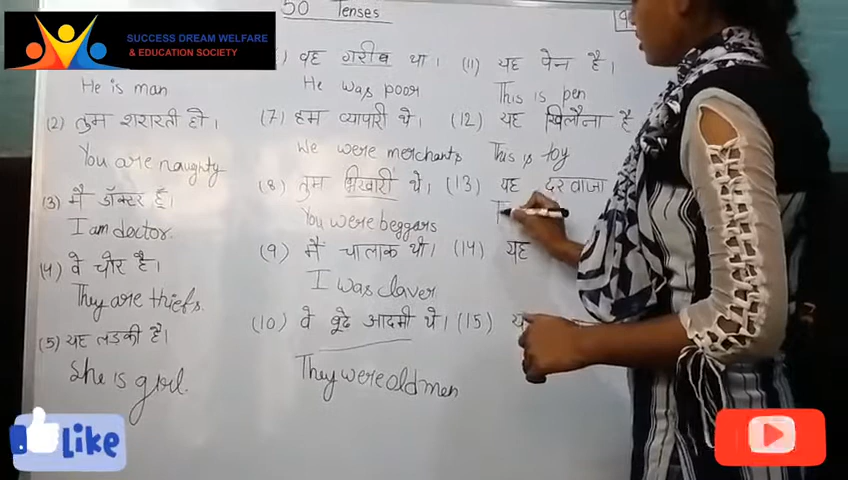 50 Tenses
SUCCESS DREAM WELFARE
& EDUCATION SOCIETY
He is man
(2) तुम शरारती हो।
You are naughty
(3) मै डॉक्टर हूँ।
I am doctor.
(4) वे चोर है।
They are thiefs.
(5) यह लड़की है।
She is girl.
वह गरीब था।
He was poor
(7) हम व्यापारी थे।
We were merchants
(8) तुम भिखारी थे।
You were beggars
(9) मै चालाक थी।
I was claver
(10) वे बूढे आदमी थे।
They were old men
(11) यह पेन है।
This is pen
(12) यह खिलौना है
This is toy
(13) यह दरवाजा
T
(14) यह
(15)
Like